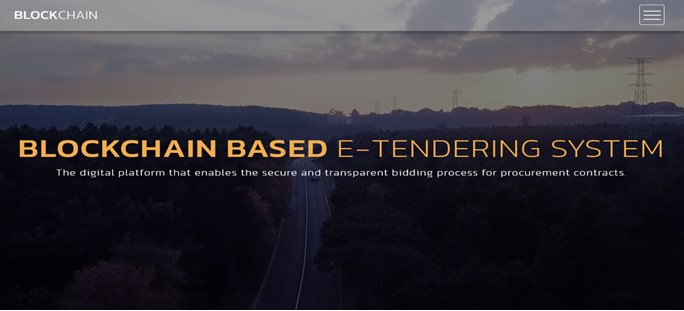 BLOCKCHAIN
BLOCKCHAIN BASED E-TENDERING SYSTEM
The digital platform that enables the secure and transparent bidding process for procurement contracts.